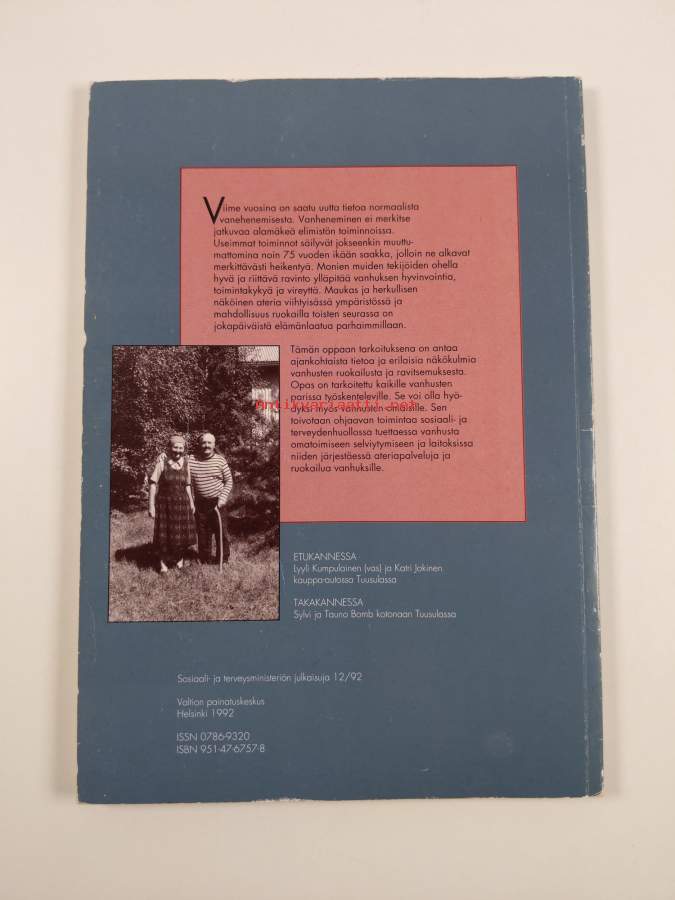 Viime vuosina on saatu uutta tietoa normaalista
vanehenemisesta. Vanheneminen ei merkitse
jatkuvaa alamäkeä elimistön toiminnoissa.
Useimmat toiminnot säilyvät jokseenkin muuttu-
mattomina noin 75 vuoden ikään saakka, jolloin ne alkavat
merkittävästi heikentyä. Monien muiden tekijöiden ohella
hyvä ja riittävä ravinto ylläpitää vanhuksen hyvinvointia,
toimintakykyä ja vireyttä. Maukas ja herkullisen
näköinen ateria viihtyisässä ympäristössä ja
mahdollisuus ruokailla toisten seurassa on
jokapäiväistä elämänlaatua parhaimmillaan.
Tämän oppaan tarkoituksena on antaa
ajankohtaista tietoa ja erilaisia näkökulmia
vanhusten ruokailusta ja ravitsemuksesta.
Opas on tarkoitettu kaikille vanhusten
parissa työskenteleville. Se voi olla hyö-
dyksi myös vanhusten omaisille. Sen
toivotaan ohjaavan toimintaa sosiaali- ja
terveydenhuollossa tuettaessa vanhusta
omatoimiseen selviytymiseen ja laitoksissa
niiden järjestäessä ateriapalveluja ja
ruokailua vanhuksille.
antikvariaatti.net
ETUKANNESSA
Lyyli Kumpulainen (vas) ja Katri Jokinen
kauppa-autossa Tuusulassa
TAKAKANNESSA
Sylvi ja Tauno Bomb kotonaan Tuusulassa
Sosiaali- ja terveysministeriön julkaisuja 12/92
Valtion painatuskeskus
Helsinki 1992
ISSN 0786-9320
ISBN 951-47-6757-8